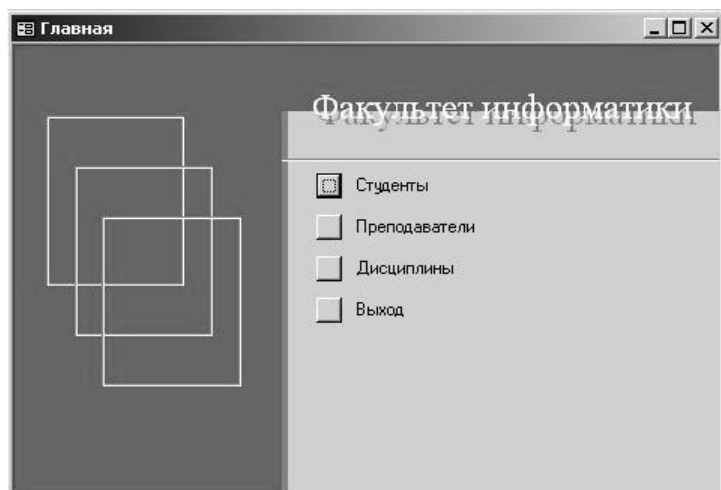 Главная
Факультет информатики
Студенты
Преподаватели
Дисциплины
Выход